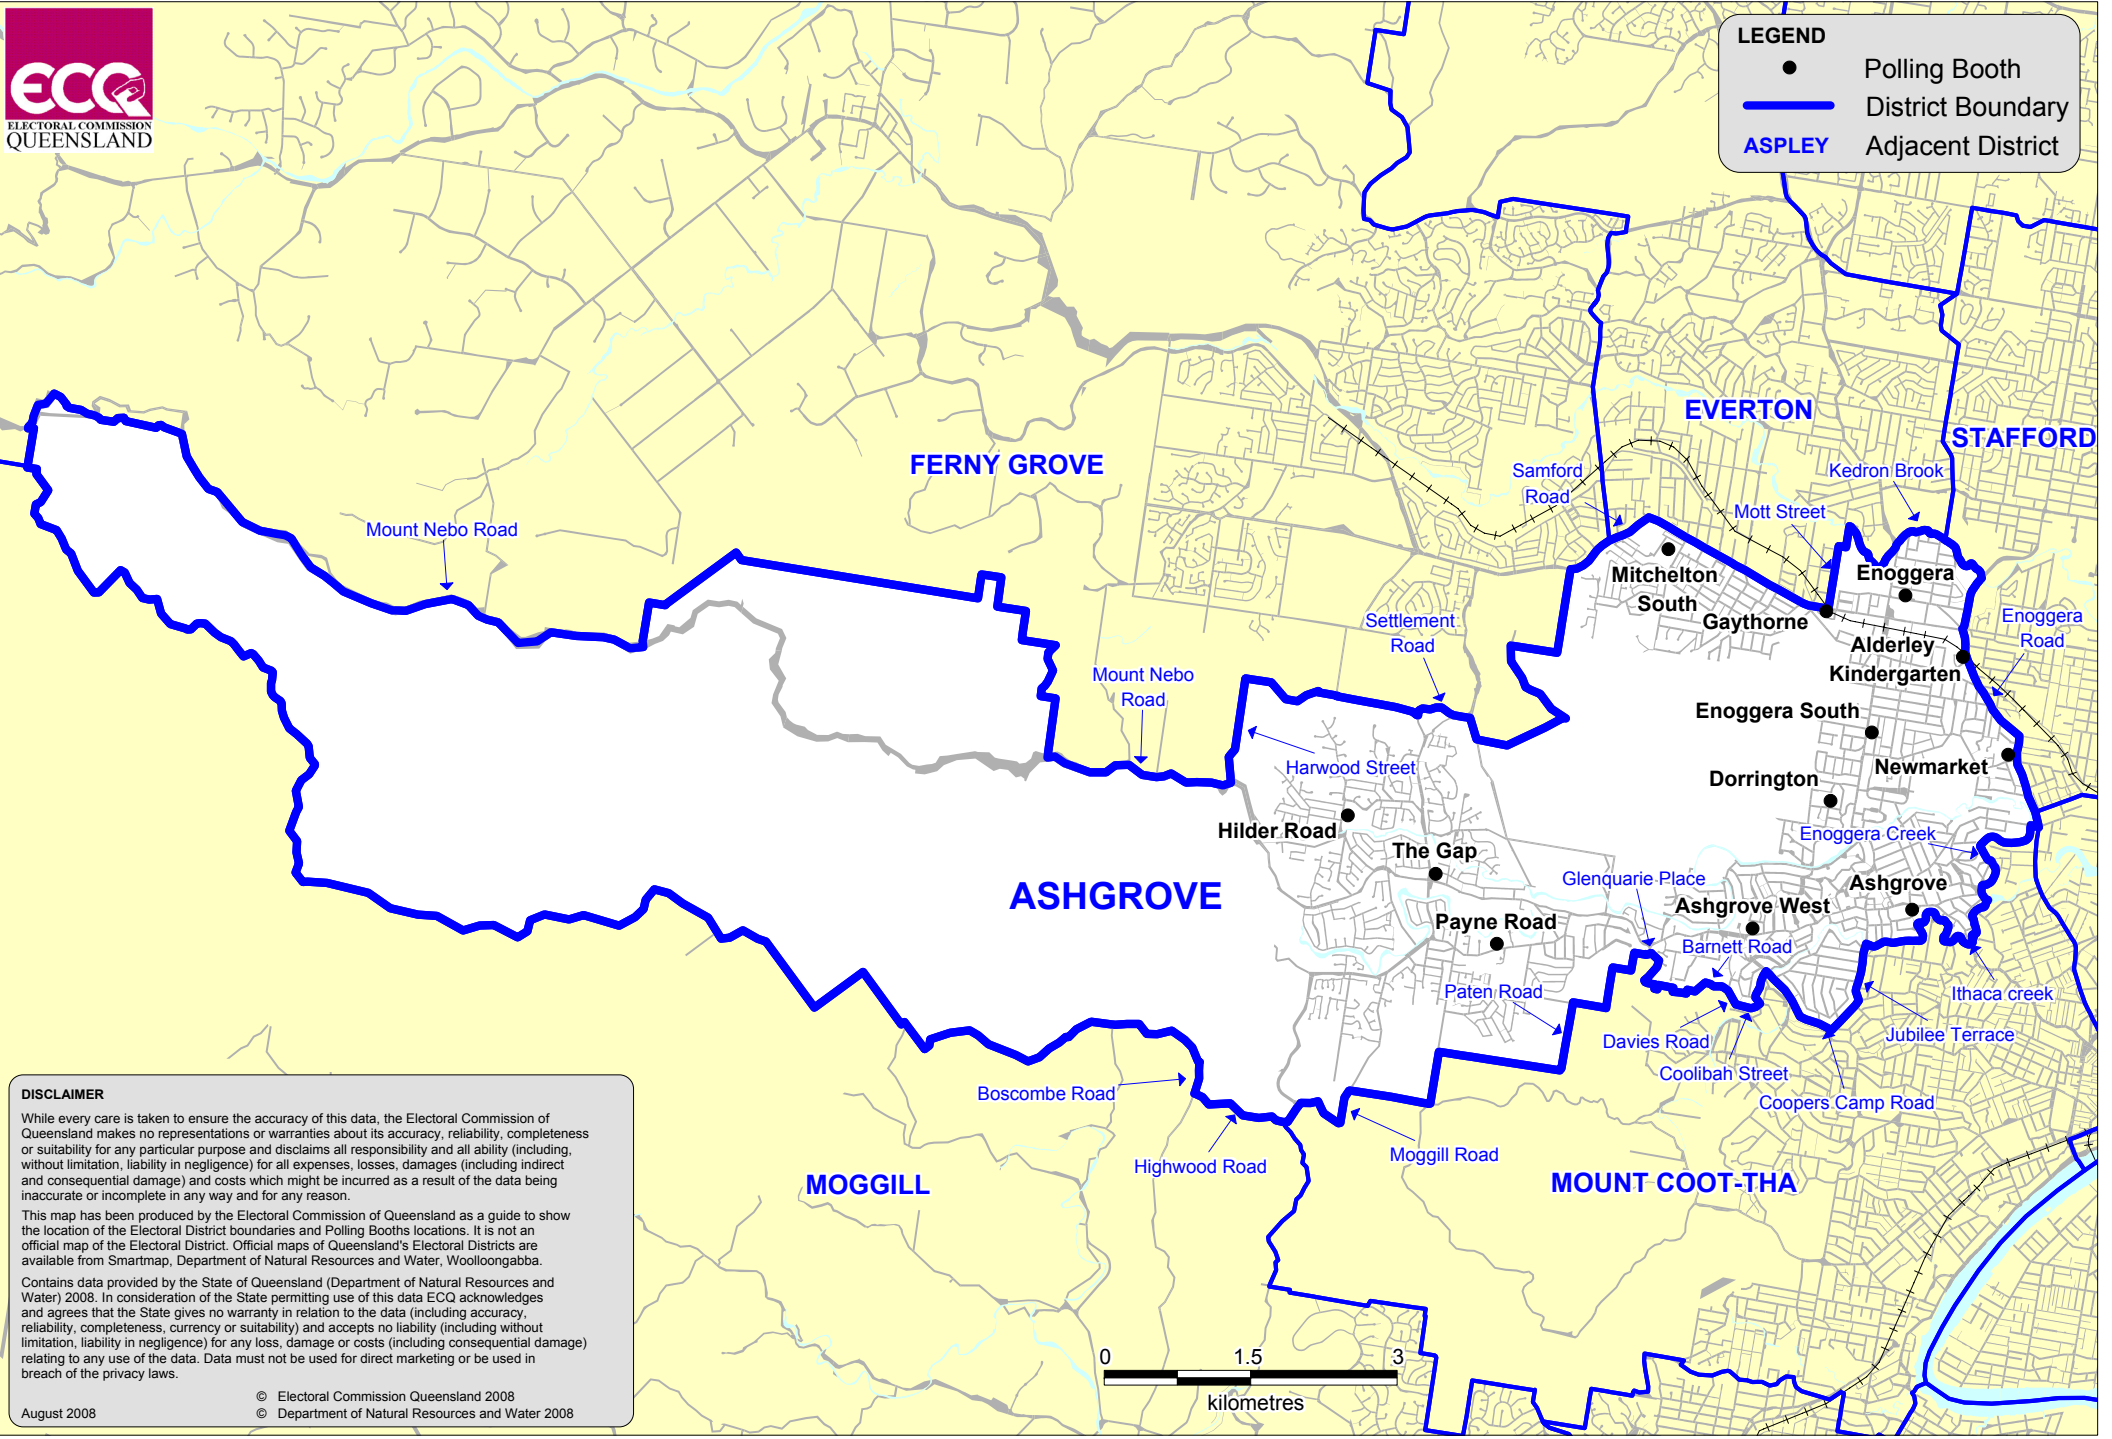 ECQ
ELECTORAL COMMISSION
QUEENSLAND
LEGEND
Polling Booth
District Boundary
ASPLEY Adjacent District
EVERTON
STAFFORD
FERNY GROVE
Samford
Road
Kedron Brook
Mott Street
Mount Nebo Road
Mitchelton
South
Enoggera
Gaythorne
Settlement
Road
Enoggera
Road
Alderley
Kindergarten
Mount Nebo
Road
Enoggera South
Harwood Street
Newmarket
Dorrington
Hilder Road
Enoggera Creek
The Gap
Glenquarie Place
Ashgrove
ASHGROVE
Ashgrove West
Payne Road
Barnett Road
Paten Road
Ithaca creek
Davies Road
Jubilee Terrace
Coolibah Street
Boscombe Road
Coopers Camp Road
Highwood Road
Moggill Road
MOGGILL
MOUNT COOT-THA
DISCLAIMER
While every care is taken to ensure the accuracy of this data, the Electoral Commission of
Queensland makes no representations or warranties about its accuracy, reliability, completeness
or suitability for any particular purpose and disclaims all responsibility and all ability (including,
without limitation, liability in negligence) for all expenses, losses, damages (including indirect
and consequential damage) and costs which might be incurred as a result of the data being
inaccurate or incomplete in any way and for any reason.
This map has been produced by the Electoral Commission of Queensland as a guide to show
the location of the Electoral District boundaries and Polling Booths locations. It is not an
official map of the Electoral District. Official maps of Queensland's Electoral Districts are
available from Smartmap, Department of Natural Resources and Water, Woolloongabba.
Contains data provided by the State of Queensland (Department of Natural Resources and
Water) 2008. In consideration of the State permitting use of this data ECQ acknowledges
and agrees that the State gives no warranty in relation to the data (including accuracy,
reliability, completeness, currency or suitability) and accepts no liability (including without
limitation, liability in negligence) for any loss, damage or costs (including consequential damage)
relating to any use of the data. Data must not be used for direct marketing or be used in
breach of the privacy laws.
© Electoral Commission Queensland 2008
August 2008 © Department of Natural Resources and Water 2008
0 1.5 3
kilometres